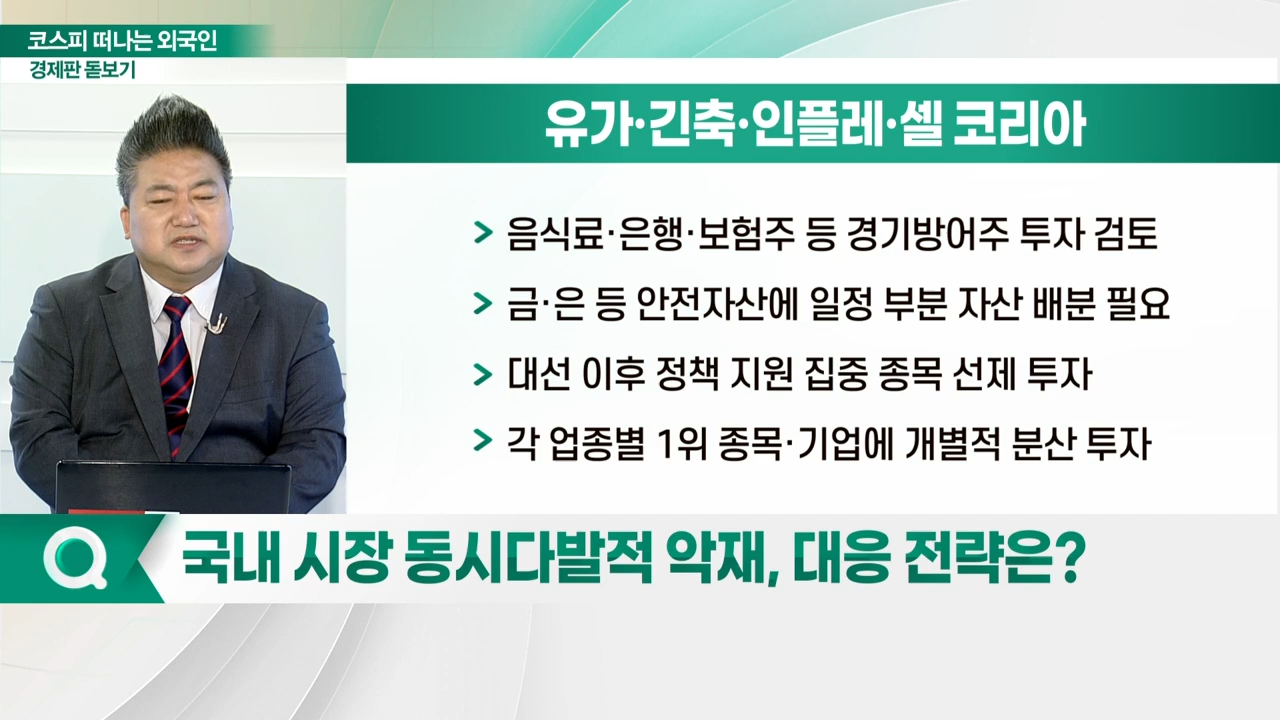 코스피 떠나는 외국인
경제판 돋보기
유가·긴축·인플레·셀 코리아
> 음식료·은행·보험주 등 경기방어주 투자 검토
> 금·은 등 안전자산에 일정 부분 자산 배분 필요
> 대선 이후 정책 지원 집중 종목 선제 투자
> 각 업종별 1위 종목·기업에 개별적 분산 투자
Q 국내 시장 동시다발적 악재, 대응 전략은?